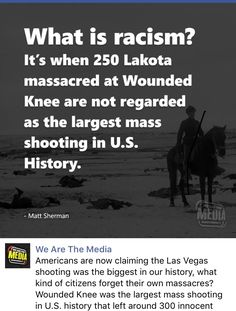 What is racism?
It's when 250 Lakota
massacred at Wounded
Knee are not regarded
as the largest mass
shooting in U.S.
History.
- Matt Sherman
MEDIA
MEDIA
We Are The Media
Americans are now claiming the Las Vegas
shooting was the biggest in our history, what
kind of citizens forget their own massacres?
Wounded Knee was the largest mass shooting
in U.S. history that left around 300 innocent